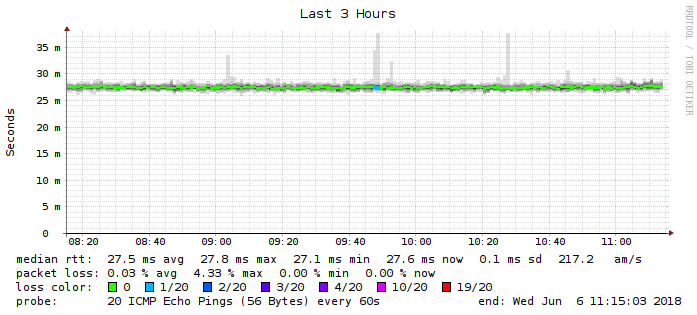 Last 3 Hours
RRDTOOL / TOBI OETIKER
Seconds
35 m
30 m
25 m
20 m
15 m
10 m
5 m
0
08:20 08:40 09:00 09:20 09:40 10:00 10:20 10:40 11:00
median rtt: 27.5 ms avg 27.8 ms max 27.1 ms min 27.6 ms now 0.1 ms sd 217.2 am/s
packet loss: 0.03 % avg 4.33 % max 0.00 % min 0.00 % now
loss color: 0 1/20 2/20 3/20 4/20 10/20 19/20
probe: 20 ICMP Echo Pings (56 Bytes) every 60s end: Wed Jun 6 11:15:03 2018